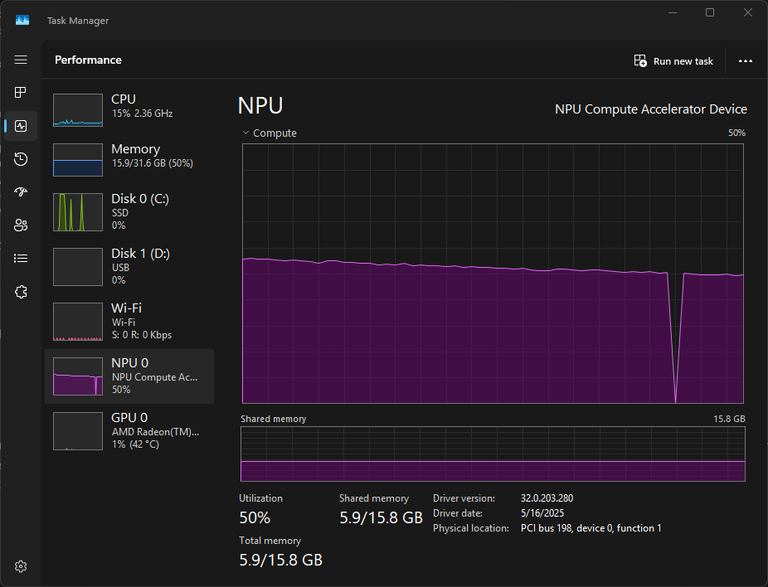 Task Manager
Performance
Run new task
CPU
15% 2.36 GHz
Memory
15.9/31.6 GB (50%)
Disk 0 (C:)
SSD
0%
Disk 1 (D:)
USB
0%
Wi-Fi
Wi-Fi
S: 0 R: 0 Kbps
NPU 0
NPU Compute Ac...
50%
GPU 0
AMD Radeon(TM)...
1% (42 °C)
NPU
NPU Compute Accelerator Device
Compute
50%
Shared memory
15.8 GB
Utilization
50%
Shared memory
5.9/15.8 GB
Total memory
5.9/15.8 GB
Driver version: 32.0.203.280
Driver date: 5/16/2025
Physical location: PCI bus 198, device 0, function 1